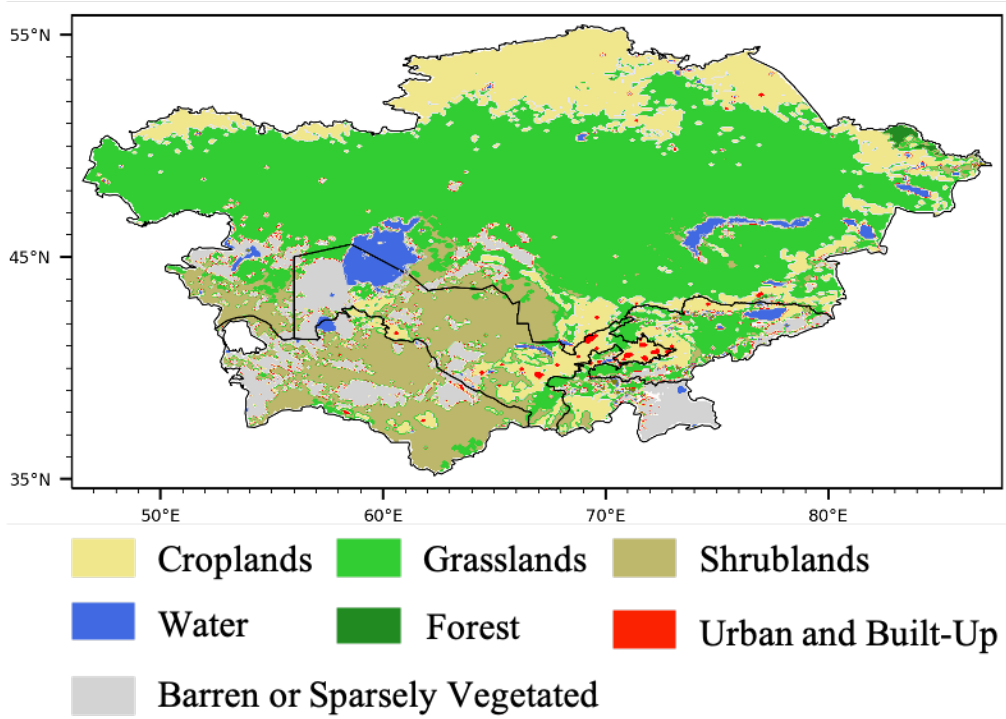 55°N
45°N
35°N
50°E 60°E 70°E 80°E
Croplands Grasslands Shrublands
Water Forest Urban and Built-Up
Barren or Sparsely Vegetated